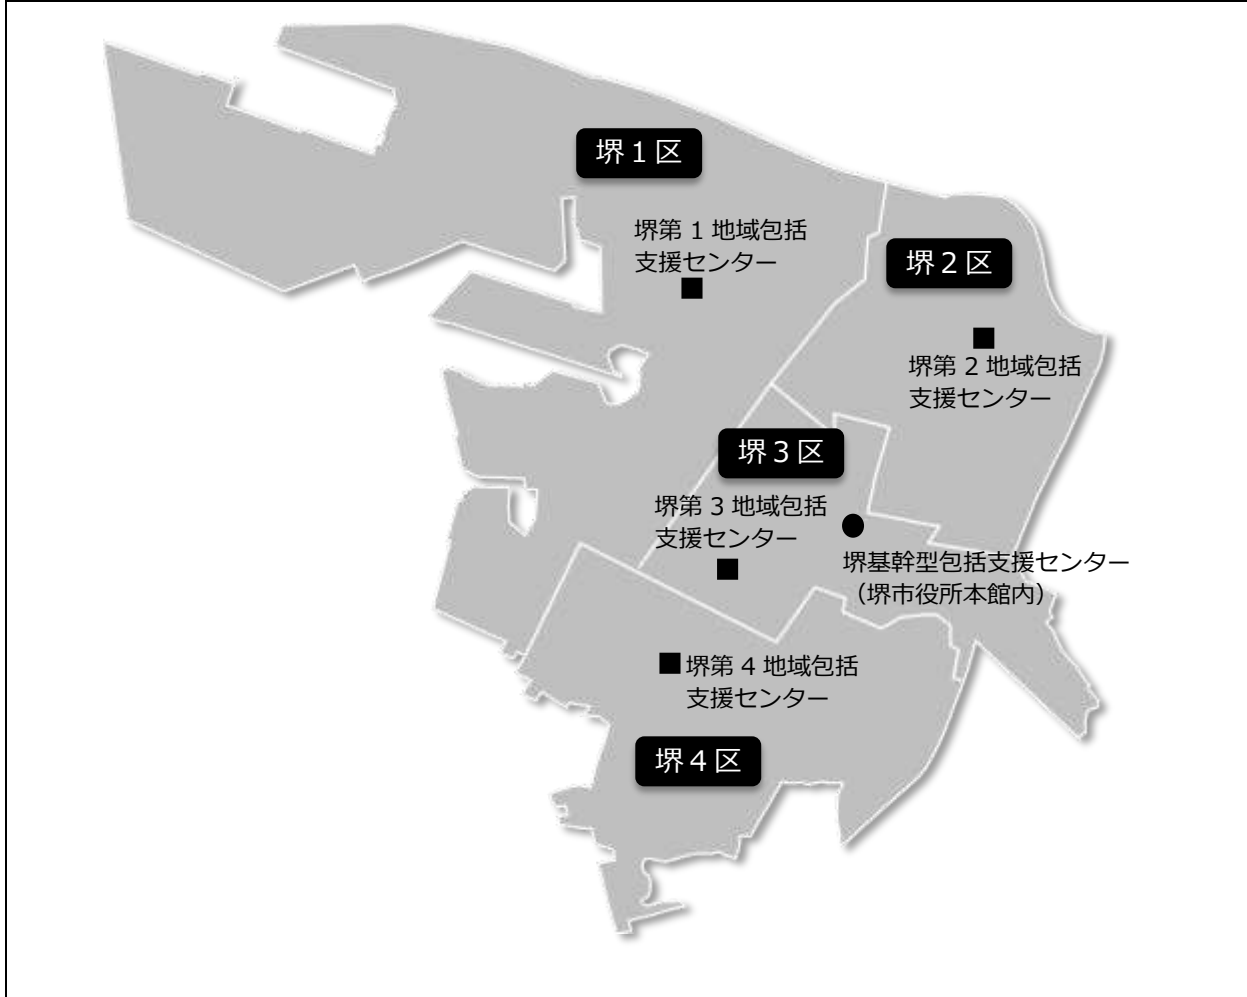 堺１区
堺第 1 地域包括
支援センター
堺２区
堺第 2 地域包括
支援センター
堺３区
堺第 3 地域包括
支援センター
堺基幹型包括支援センター
（堺市役所本館内）
堺第 4 地域包括
支援センター
堺４区